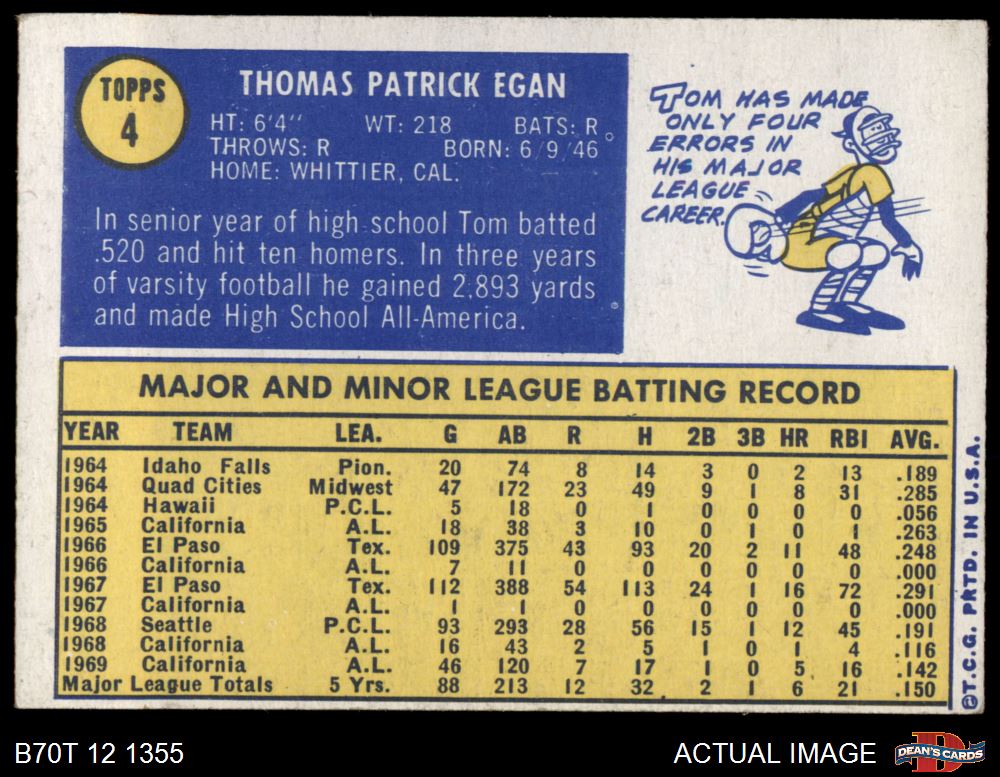 TOPPS
4
THOMAS PATRICK EGAN
HT: 6'4" WT: 218 BATS: R
THROWS: R BORN: 6/9/46
HOME: WHITTIER, CAL.
In senior year of high school Tom batted
.520 and hit ten homers. In three years
of varsity football he gained 2,893 yards
and made High School All-America.
TOM HAS MADE
ONLY FOUR
ERRORS IN
HIS MAJOR
LEAGUE
CAREER.
MAJOR AND MINOR LEAGUE BATTING RECORD
YEAR TEAM LEA. G AB R H 2B 3B HR RBI AVG.
1964 Idaho Falls Pion. 20 74 8 14 3 0 2 13 .189
1964 Quad Cities Midwest 47 172 23 49 9 1 8 31 .285
1964 Hawaii P.C.L. 5 18 0 1 0 0 0 0 .056
1965 California A.L. 18 38 3 10 0 1 0 1 .263
1966 El Paso Tex. 109 375 43 93 20 2 11 48 .248
1966 California A.L. 7 11 0 0 0 0 0 0 .000
1967 El Paso Tex. 112 388 54 113 24 1 16 72 .291
1967 California A.L. 1 1 0 0 0 0 0 0 .000
1968 Seattle P.C.L. 93 293 28 56 15 1 12 45 .191
1968 California A.L. 16 43 2 5 1 0 1 4 .116
1969 California A.L. 46 120 7 17 1 0 5 16 .142
Major League Totals 5 Yrs. 88 213 12 32 2 1 6 21 .150
©T.C.G. PRTD. IN U.S.A.
B70T 12 1355
ACTUAL IMAGE
DEAN'S CARDS